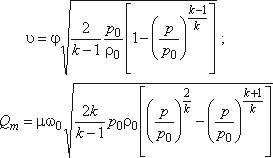 υ = φ√(2/(k−1) p₀/ρ₀ [1−(p/p₀)^((k−1)/k)]) ;
Qₘ = μω₀√(2k/(k−1) p₀ρ₀[(p/p₀)^(2/k) − (p/p₀)^((k+1)/k)])